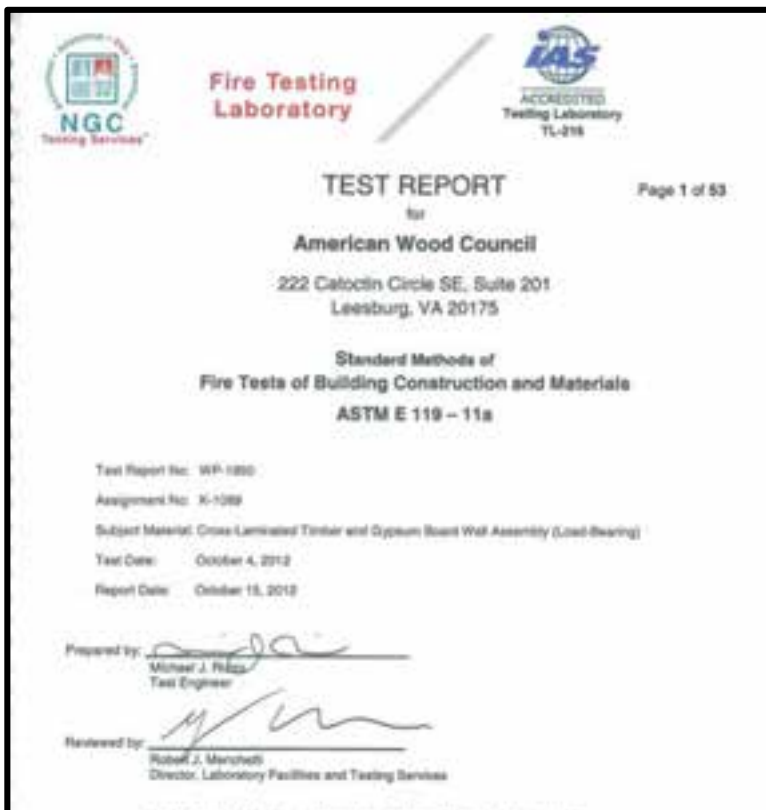 NGC
Testing Services
Fire Testing
Laboratory
IAS
ACCREDITED
Testing Laboratory
TL-216
TEST REPORT
Page 1 of 53
for
American Wood Council
222 Catoctin Circle SE, Suite 201
Leesburg, VA 20175
Standard Methods of
Fire Tests of Building Construction and Materials
ASTM E 119 – 11a
Test Report No: WP-1950
Assignment No: K-1089
Subject Material: Cross-Laminated Timber and Gypsum Board Wall Assembly (Load-Bearing)
Test Date: October 4, 2012
Report Date: October 15, 2012
Prepared by:
Michael J. Rizzo
Test Engineer
Reviewed by:
Robert J. Menchetti
Director, Laboratory Facilities and Testing Services